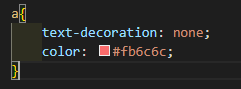 a{
text-decoration: none;
color: #fb6c6c;
}